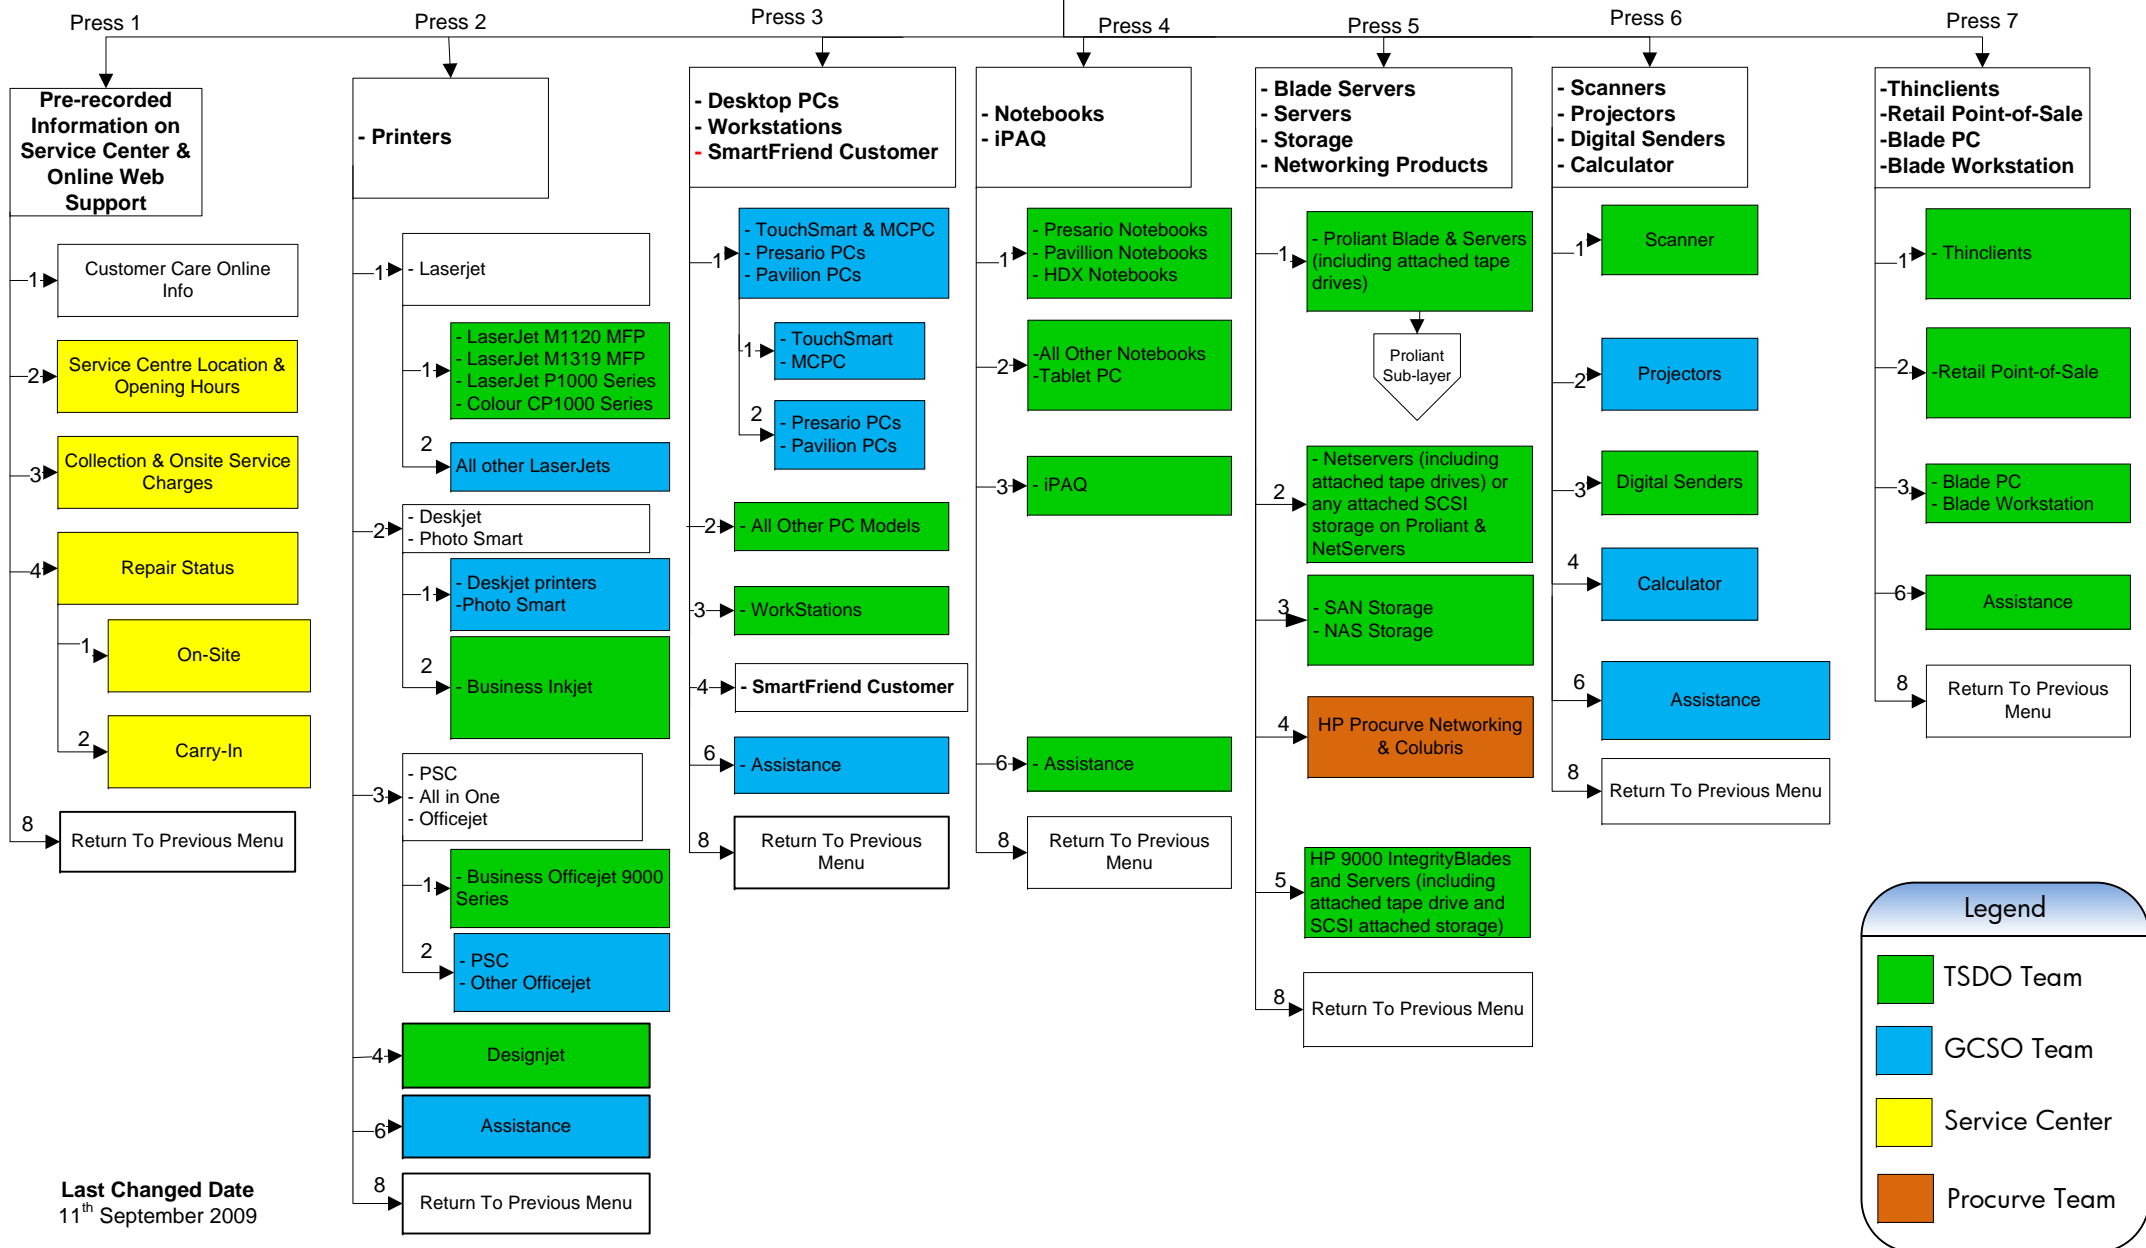 Press 1
Press 2
Press 3
Press 4
Press 5
Press 6
Press 7
Pre-recorded
Information on
Service Center &
Online Web
Support
1
Customer Care Online
Info
2
Service Centre Location &
Opening Hours
3
Collection & Onsite Service
Charges
4
Repair Status
1
On-Site
2
Carry-In
8
Return To Previous Menu
- Printers
1
- Laserjet
1
- LaserJet M1120 MFP
- LaserJet M1319 MFP
- LaserJet P1000 Series
- Colour CP1000 Series
2
All other LaserJets
2
- Deskjet
- Photo Smart
1
- Deskjet printers
-Photo Smart
2
- Business Inkjet
3
- PSC
- All in One
- Officejet
1
- Business Officejet 9000
Series
2
- PSC
- Other Officejet
4
Designjet
6
Assistance
8
Return To Previous Menu
- Desktop PCs
- Workstations
- SmartFriend Customer
1
- TouchSmart & MCPC
- Presario PCs
- Pavilion PCs
1
- TouchSmart
- MCPC
2
- Presario PCs
- Pavilion PCs
2
- All Other PC Models
3
- WorkStations
4
- SmartFriend Customer
6
- Assistance
8
Return To Previous
Menu
- Notebooks
- iPAQ
1
- Presario Notebooks
- Pavillion Notebooks
- HDX Notebooks
2
-All Other Notebooks
-Tablet PC
3
- iPAQ
6
- Assistance
8
Return To Previous
Menu
- Blade Servers
- Servers
- Storage
- Networking Products
1
- Proliant Blade & Servers
(including attached tape
drives)
Proliant
Sub-layer
2
- Netservers (including
attached tape drives) or
any attached SCSI
storage on Proliant &
NetServers
3
- SAN Storage
- NAS Storage
4
HP Procurve Networking
& Colubris
5
HP 9000 IntegrityBlades
and Servers (including
attached tape drive and
SCSI attached storage)
8
Return To Previous Menu
- Scanners
- Projectors
- Digital Senders
- Calculator
1
Scanner
2
Projectors
3
Digital Senders
4
Calculator
6
Assistance
8
Return To Previous Menu
-Thinclients
-Retail Point-of-Sale
-Blade PC
-Blade Workstation
1
- Thinclients
2
-Retail Point-of-Sale
3
- Blade PC
- Blade Workstation
6
Assistance
8
Return To Previous
Menu
Legend
TSDO Team
GCSO Team
Service Center
Procurve Team
Last Changed Date
11th September 2009